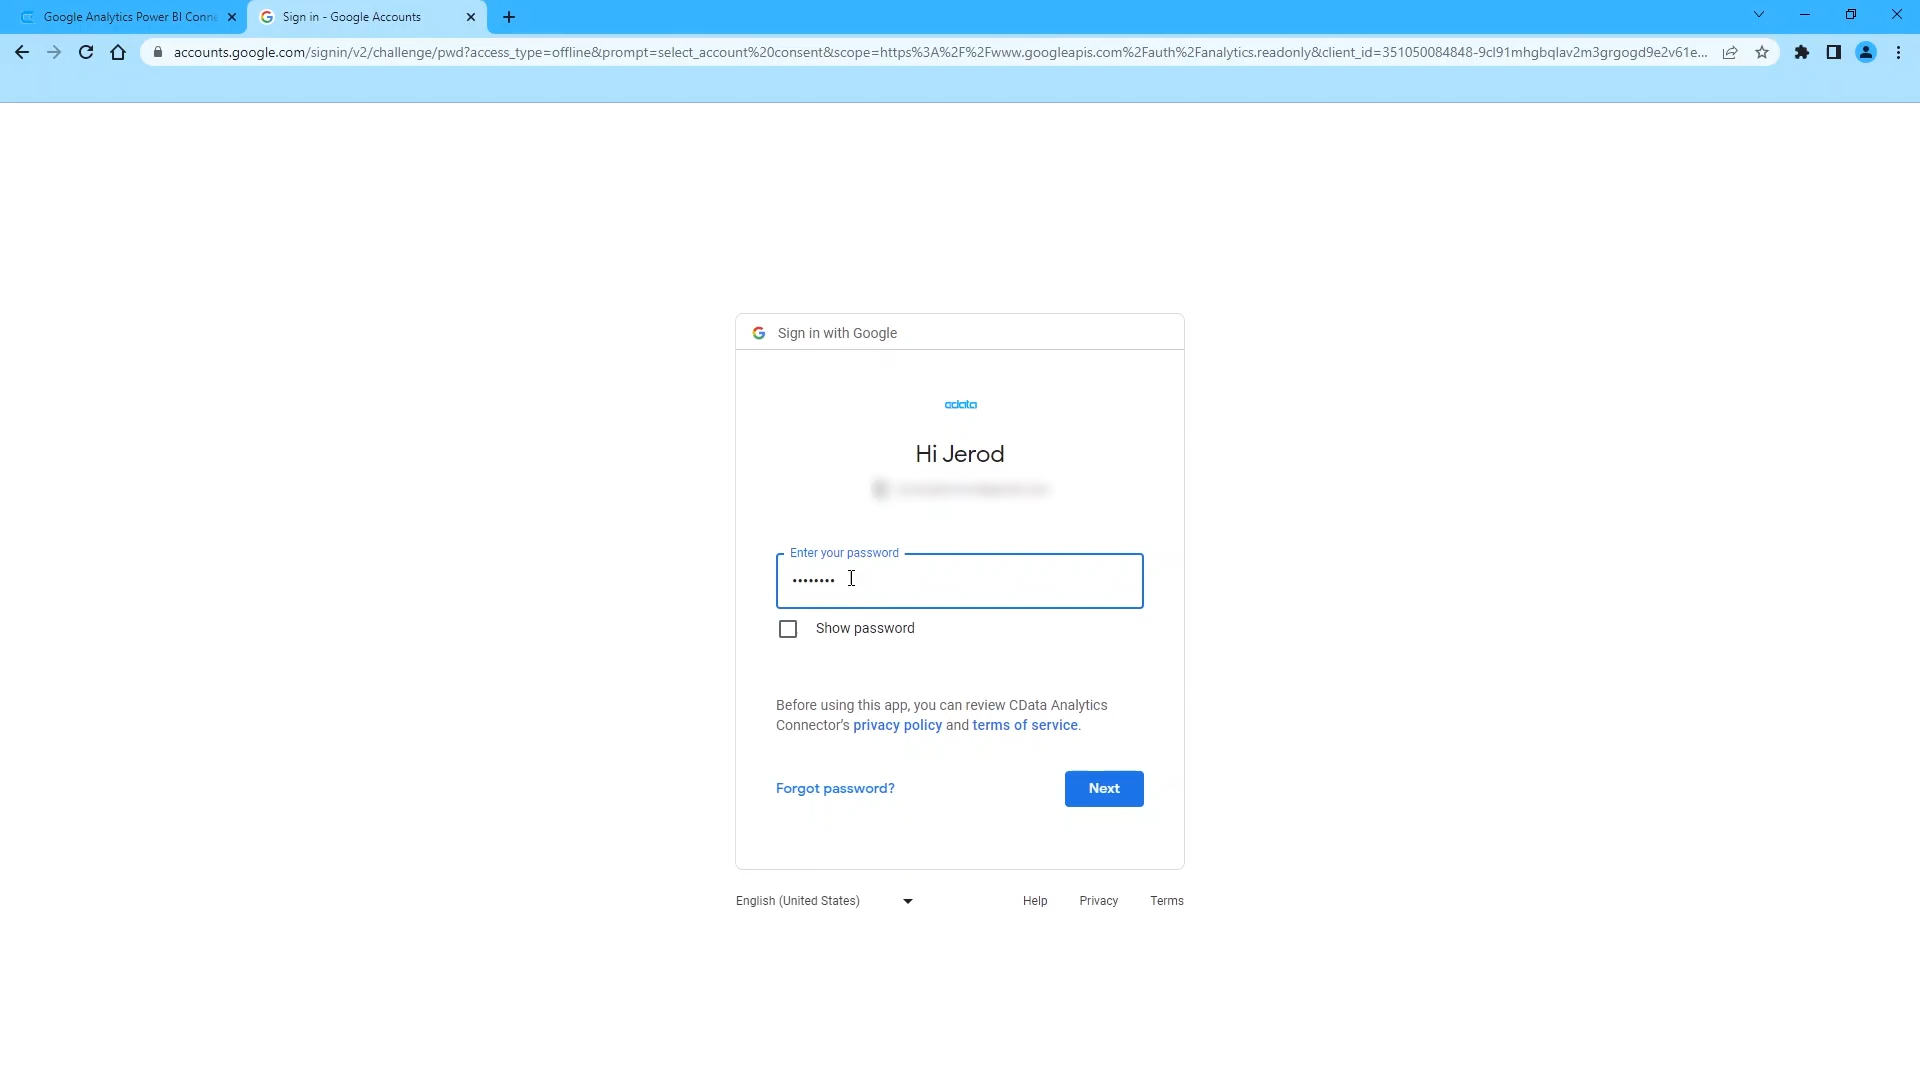 Google Analytics Power BI Conne
Sign in - Google Accounts
accounts.google.com/signin/v2/challenge/pwd?access_type=offline&prompt=select_account%20consent&scope=https%3A%2F%2Fwww.googleapis.com%2Fauth%2Fanalytics.readonly&client_id=351050084848-9cl91mhgbqlav2m3grgogd9e2v61e...
Sign in with Google
cdata
Hi Jerod
Enter your password
••••••••
Show password
Before using this app, you can review CData Analytics
Connector's privacy policy and terms of service.
Forgot password?
Next
English (United States)
Help
Privacy
Terms